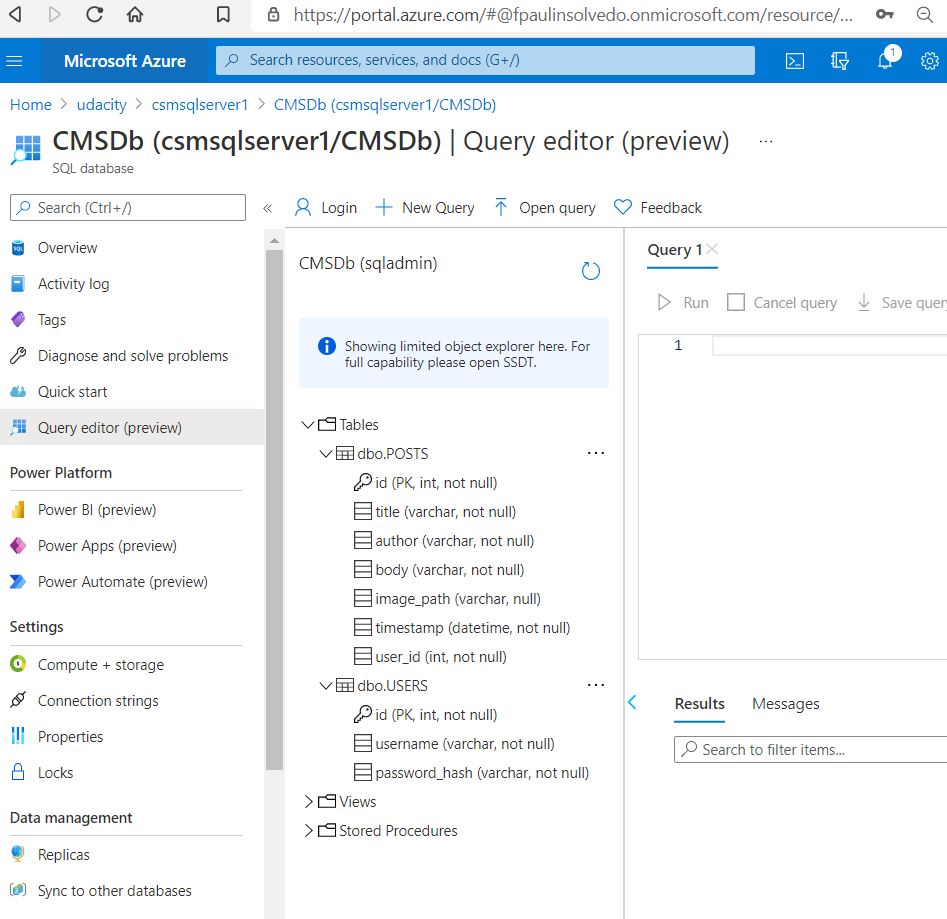 https://portal.azure.com/#@fpaulinsolvedo.onmicrosoft.com/resource/...
Microsoft Azure
Search resources, services, and docs (G+/)
1
Home > udacity > csmsqlserver1 > CMSDb (csmsqlserver1/CMSDb)
CMSDb (csmsqlserver1/CMSDb) | Query editor (preview) ...
SQL database
Search (Ctrl+/)
«
Overview
Activity log
Tags
Diagnose and solve problems
Quick start
Query editor (preview)
Power Platform
Power BI (preview)
Power Apps (preview)
Power Automate (preview)
Settings
Compute + storage
Connection strings
Properties
Locks
Data management
Replicas
Sync to other databases
Login New Query Open query Feedback
CMSDb (sqladmin)
Showing limited object explorer here. For
full capability please open SSDT.
Tables
dbo.POSTS ...
id (PK, int, not null)
title (varchar, not null)
author (varchar, not null)
body (varchar, not null)
image_path (varchar, null)
timestamp (datetime, not null)
user_id (int, not null)
dbo.USERS ...
id (PK, int, not null)
username (varchar, not null)
password_hash (varchar, not null)
Views
Stored Procedures
Query 1
Run Cancel query Save query
1
Results Messages
Search to filter items...